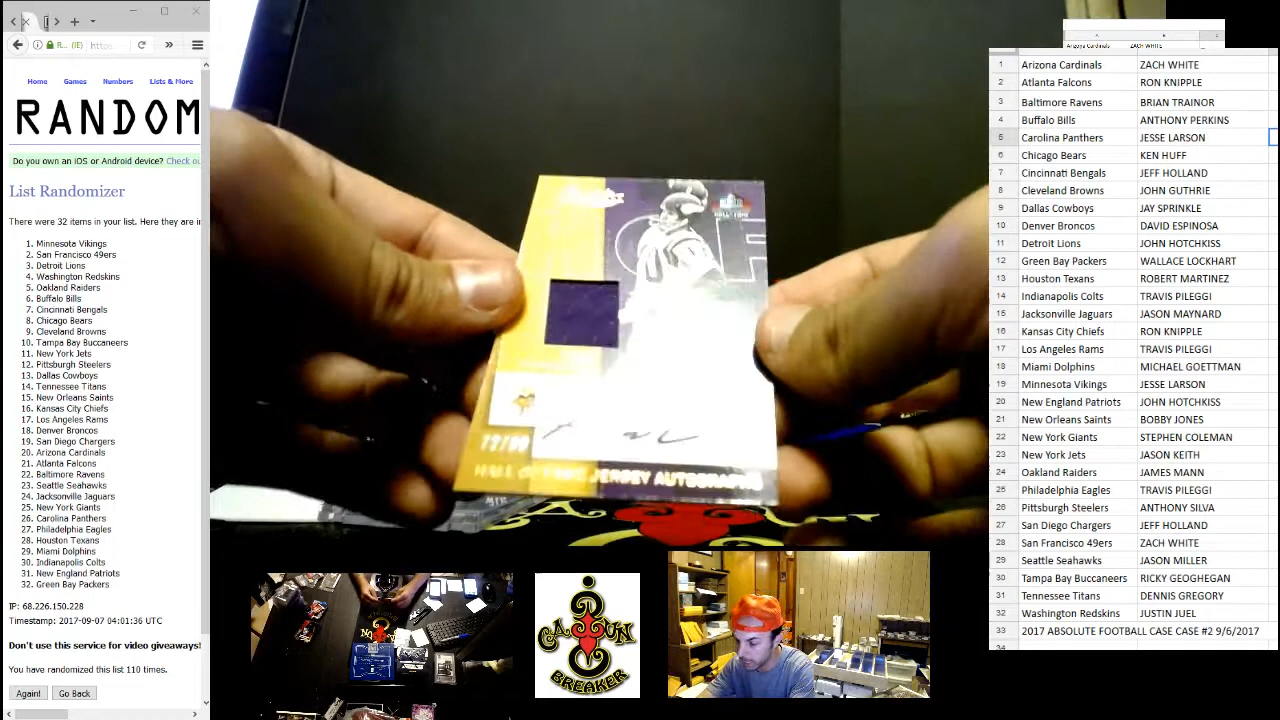 R... (IE)
https:
Home Games Numbers Lists & More
RANDOM
Do you own an iOS or Android device? Check ou
List Randomizer
There were 32 items in your list. Here they are i
1. Minnesota Vikings
2. San Francisco 49ers
3. Detroit Lions
4. Washington Redskins
5. Oakland Raiders
6. Buffalo Bills
7. Cincinnati Bengals
8. Chicago Bears
9. Cleveland Browns
10. Tampa Bay Buccaneers
11. New York Jets
12. Pittsburgh Steelers
13. Dallas Cowboys
14. Tennessee Titans
15. New Orleans Saints
16. Kansas City Chiefs
17. Los Angeles Rams
18. Denver Broncos
19. San Diego Chargers
20. Arizona Cardinals
21. Atlanta Falcons
22. Baltimore Ravens
23. Seattle Seahawks
24. Jacksonville Jaguars
25. New York Giants
26. Carolina Panthers
27. Philadelphia Eagles
28. Houston Texans
29. Miami Dolphins
30. Indianapolis Colts
31. New England Patriots
32. Green Bay Packers
IP: 68.226.150.228
Timestamp: 2017-09-07 04:01:36 UTC
Don't use this service for video giveaways!
You have randomized this list 110 times.
Again! Go Back
72/99
HALL OF FAME JERSEY AUTOGRAPHS
CAJUN
BREAKER
Arizona Cardinals ZACH WHITE
1 Arizona Cardinals ZACH WHITE
2 Atlanta Falcons RON KNIPPLE
3 Baltimore Ravens BRIAN TRAINOR
4 Buffalo Bills ANTHONY PERKINS
5 Carolina Panthers JESSE LARSON
6 Chicago Bears KEN HUFF
7 Cincinnati Bengals JEFF HOLLAND
8 Cleveland Browns JOHN GUTHRIE
9 Dallas Cowboys JAY SPRINKLE
10 Denver Broncos DAVID ESPINOSA
11 Detroit Lions JOHN HOTCHKISS
12 Green Bay Packers WALLACE LOCKHART
13 Houston Texans ROBERT MARTINEZ
14 Indianapolis Colts TRAVIS PILEGGI
15 Jacksonville Jaguars JASON MAYNARD
16 Kansas City Chiefs RON KNIPPLE
17 Los Angeles Rams TRAVIS PILEGGI
18 Miami Dolphins MICHAEL GOETTMAN
19 Minnesota Vikings JESSE LARSON
20 New England Patriots JOHN HOTCHKISS
21 New Orleans Saints BOBBY JONES
22 New York Giants STEPHEN COLEMAN
23 New York Jets JASON KEITH
24 Oakland Raiders JAMES MANN
25 Philadelphia Eagles TRAVIS PILEGGI
26 Pittsburgh Steelers ANTHONY SILVA
27 San Diego Chargers JEFF HOLLAND
28 San Francisco 49ers ZACH WHITE
29 Seattle Seahawks JASON MILLER
30 Tampa Bay Buccaneers RICKY GEOGHEGAN
31 Tennessee Titans DENNIS GREGORY
32 Washington Redskins JUSTIN JUEL
33 2017 ABSOLUTE FOOTBALL CASE CASE #2 9/6/2017
34